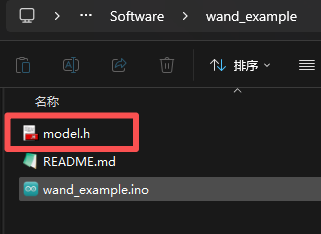 ··· > Software > wand_example >
排序
名称
model.h
README.md
wand_example.ino